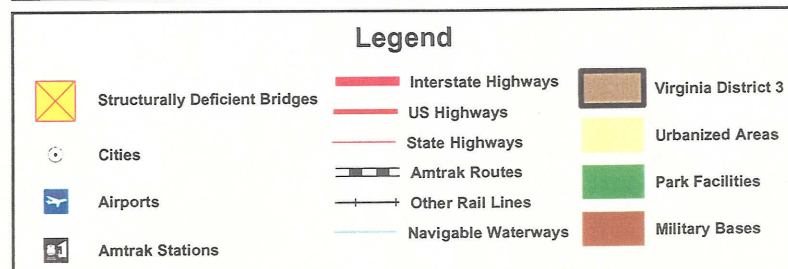 Legend
Structurally Deficient Bridges
Cities
Airports
Amtrak Stations
Interstate Highways
US Highways
State Highways
Amtrak Routes
Other Rail Lines
Navigable Waterways
Virginia District 3
Urbanized Areas
Park Facilities
Military Bases